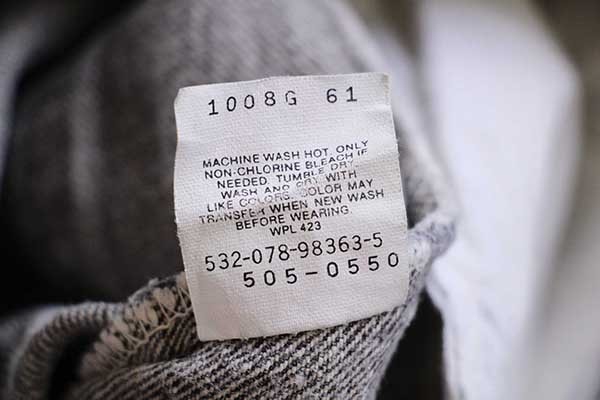 1008G 61
MACHINE WASH HOT. ONLY
NON-CHLORINE BLEACH IF
NEEDED. TUMBLE DRY.
WASH AND DRY WITH
LIKE COLORS. COLOR MAY
TRANSFER WHEN NEW WASH
BEFORE WEARING.
WPL 423
532-078-98363-5
505-0550